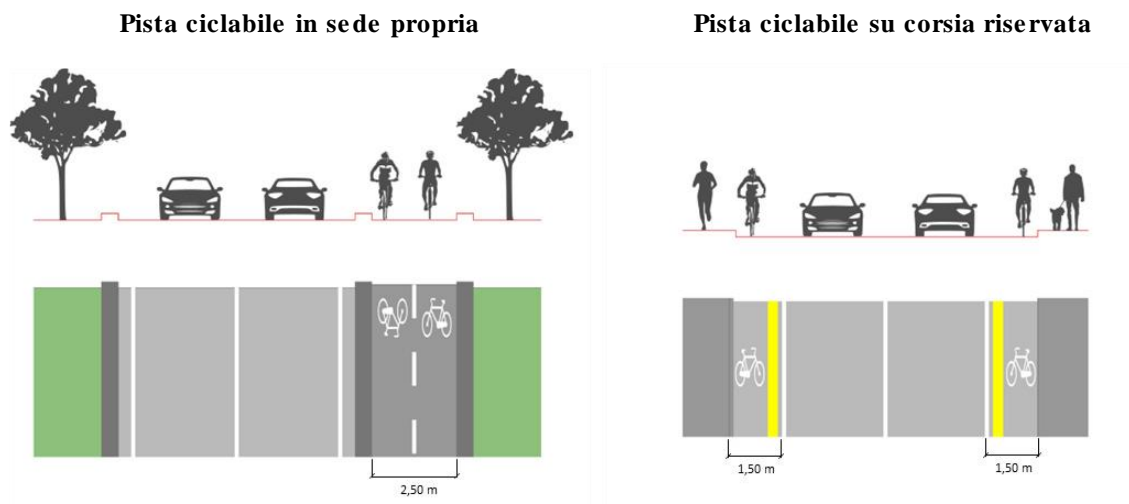 Pista ciclabile in sede propria
Pista ciclabile su corsia riservata
2,50 m
1,50 m
1,50 m